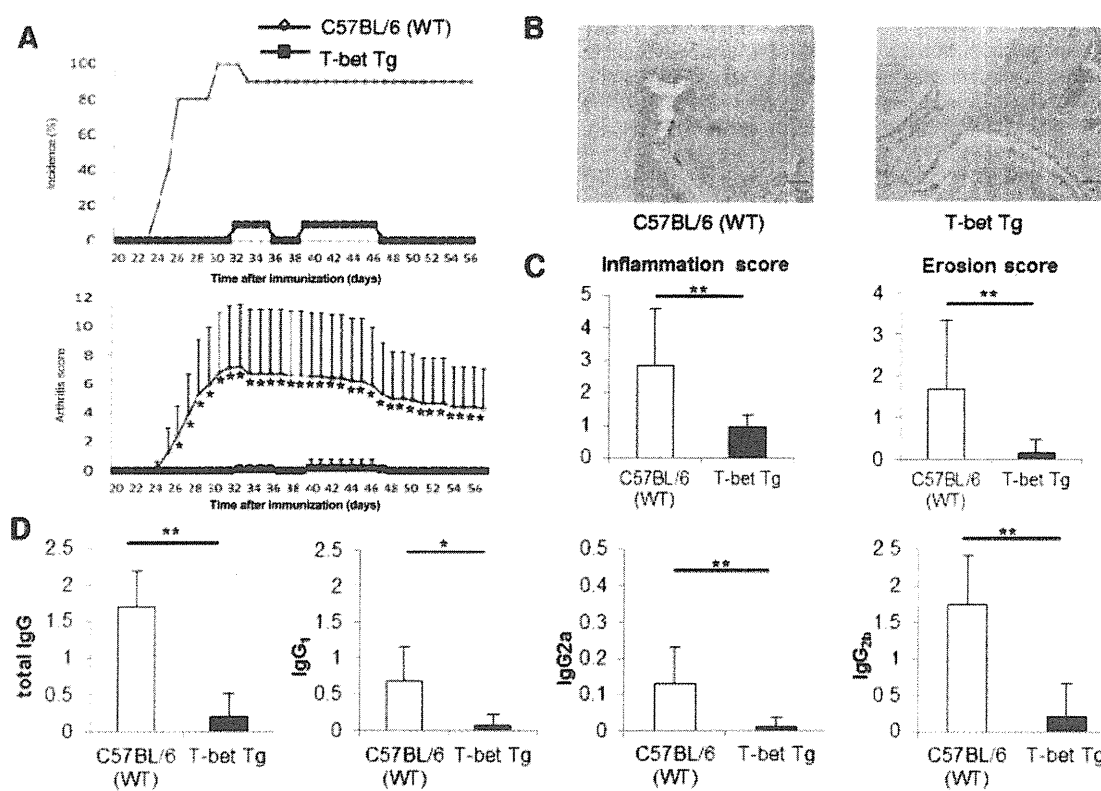 A
C57BL/6 (WT)
T-bet Tg
Incidence (%)
100
80
60
40
20
0
20 22 24 26 28 30 32 34 36 38 40 42 44 46 48 50 52 54 56
Time after immunization (days)
Arthritis score
12
10
8
6
4
2
0
20 22 24 26 28 30 32 34 36 38 40 42 44 46 48 50 52 54 56
Time after immunization (days)
B
C57BL/6 (WT)
T-bet Tg
C
Inflammation score
**
5
4
3
2
1
0
C57BL/6 (WT)
T-bet Tg
Erosion score
**
4
3
2
1
0
C57BL/6 (WT)
T-bet Tg
D
total IgG
**
2.5
2
1.5
1
0.5
0
C57BL/6 (WT)
T-bet Tg
IgG1
*
2.5
2
1.5
1
0.5
0
C57BL/6 (WT)
T-bet Tg
IgG2a
**
0.5
0.4
0.3
0.2
0.1
0
C57BL/6 (WT)
T-bet Tg
IgG2b
**
2.5
2
1.5
1
0.5
0
C57BL/6 (WT)
T-bet Tg